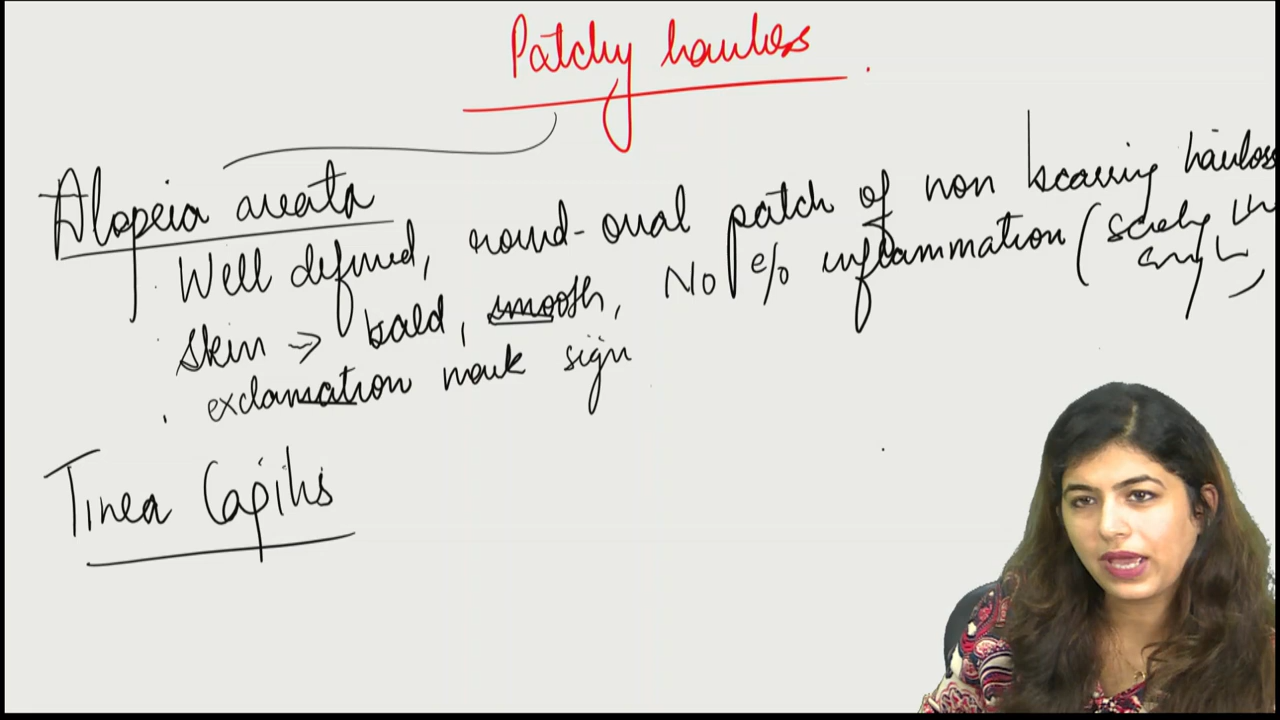 Patchy hairloss
Alopecia areata
Well defined, round-oval patch of non scarring hairloss
skin → bald, smooth, No e/o inflammation (scaly,
exclamation mark sign
Tinea Capitis